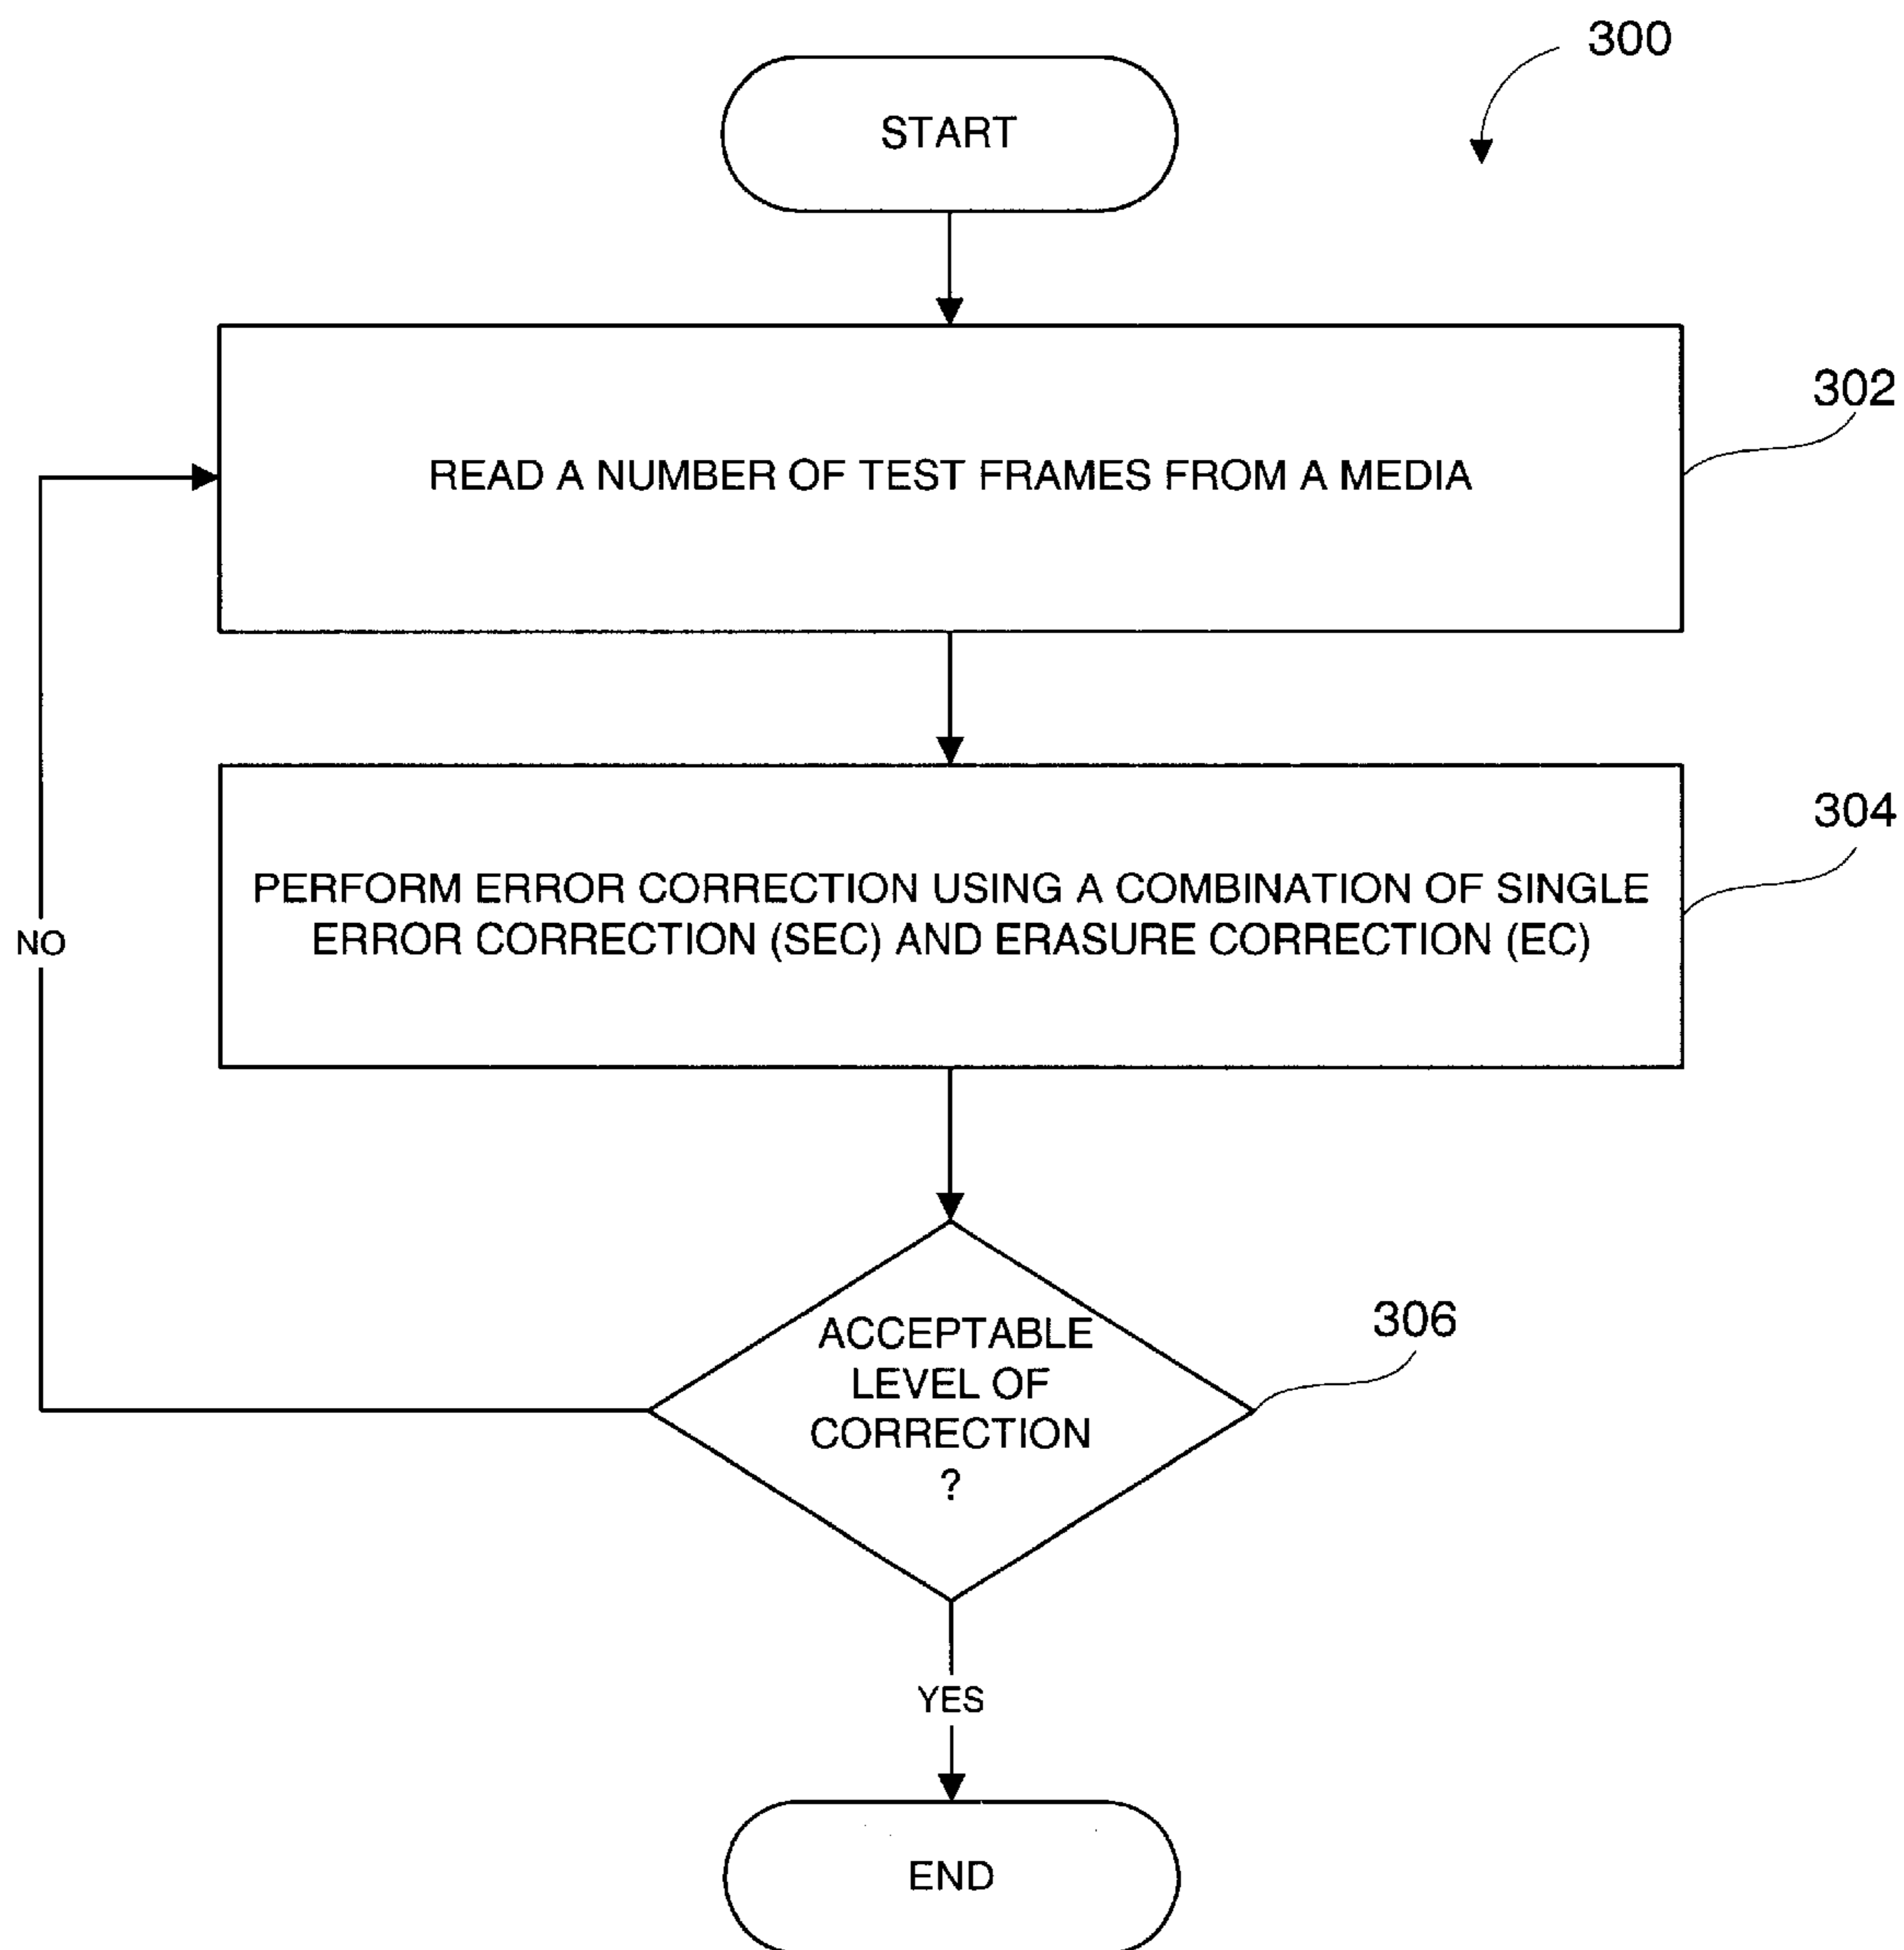 300
START
302
READ A NUMBER OF TEST FRAMES FROM A MEDIA
304
PERFORM ERROR CORRECTION USING A COMBINATION OF SINGLE
ERROR CORRECTION (SEC) AND ERASURE CORRECTION (EC)
NO
306
ACCEPTABLE
LEVEL OF
CORRECTION
?
YES
END